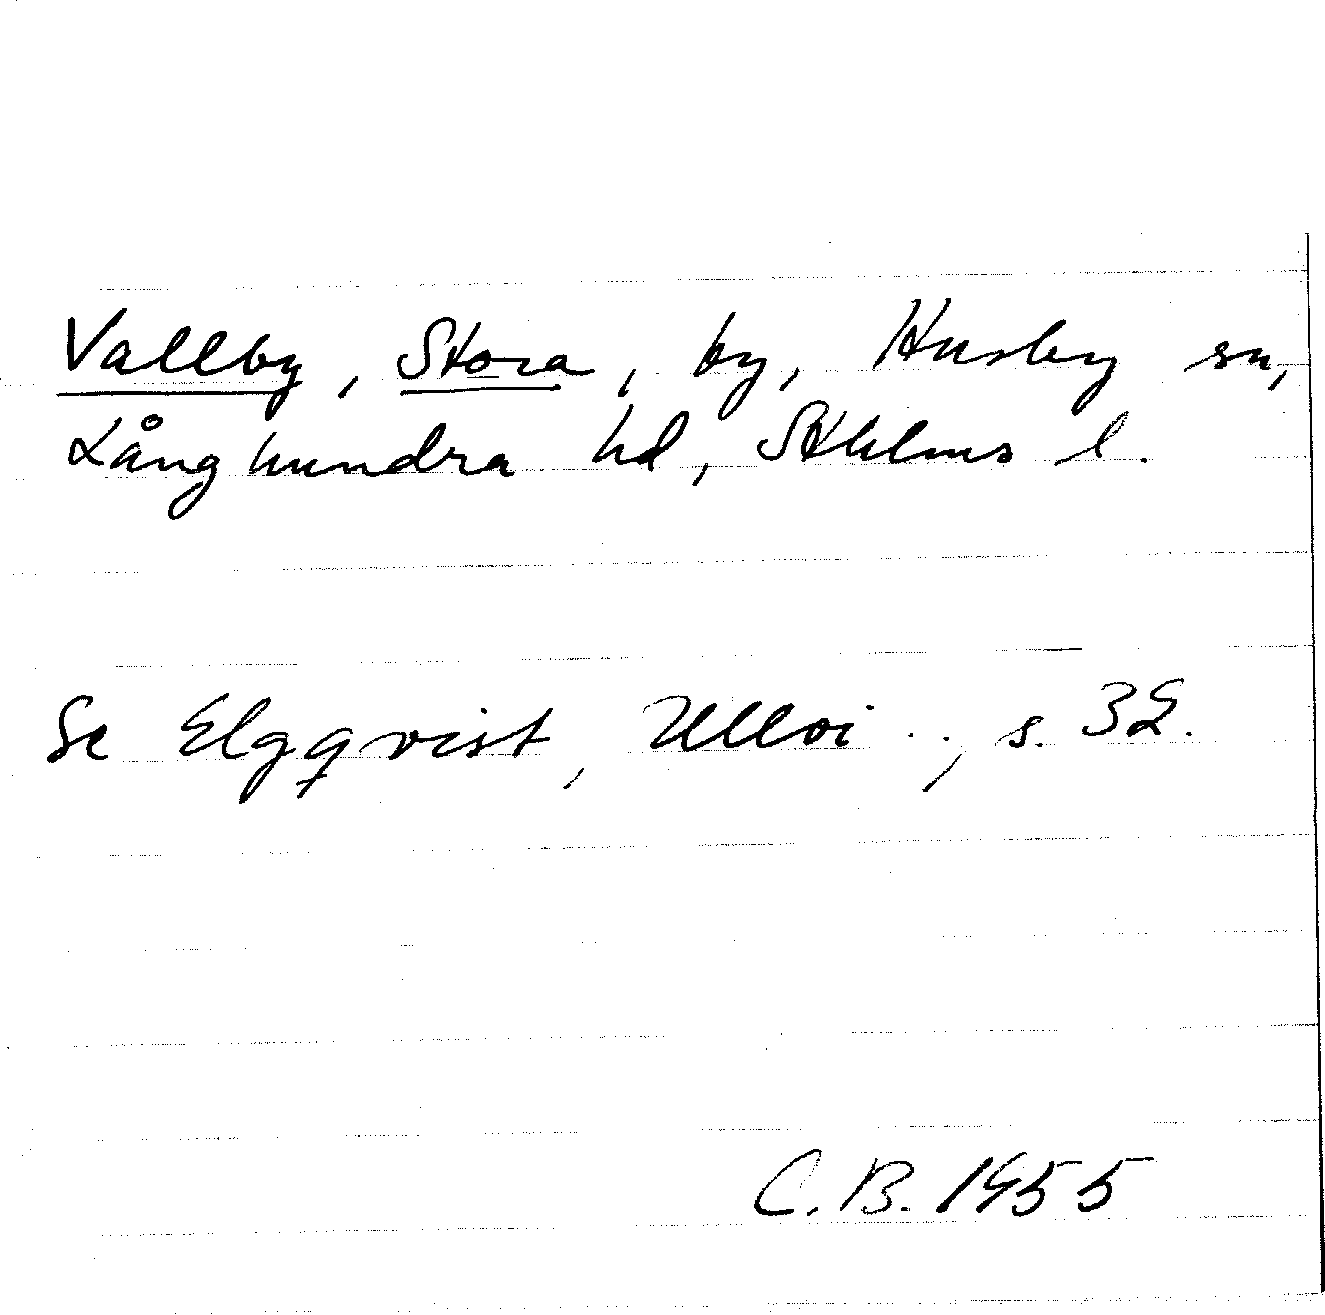 Vallby, Stora, by, Husby sn,
Långhundra hd, Sthlms l.
Se Elgqvist, Ullvi . ., s. 32.
C. B. 1955